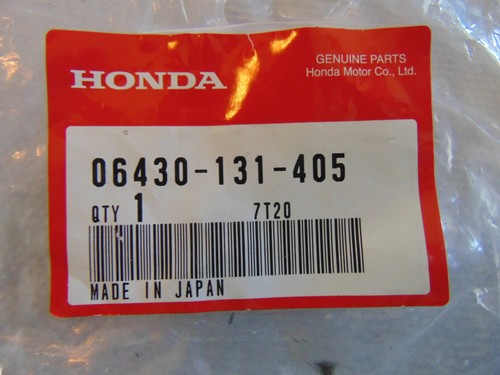 HONDA
GENUINE PARTS
Honda Motor Co., Ltd.
06430-131-405
QTY 1 7T20
MADE IN JAPAN